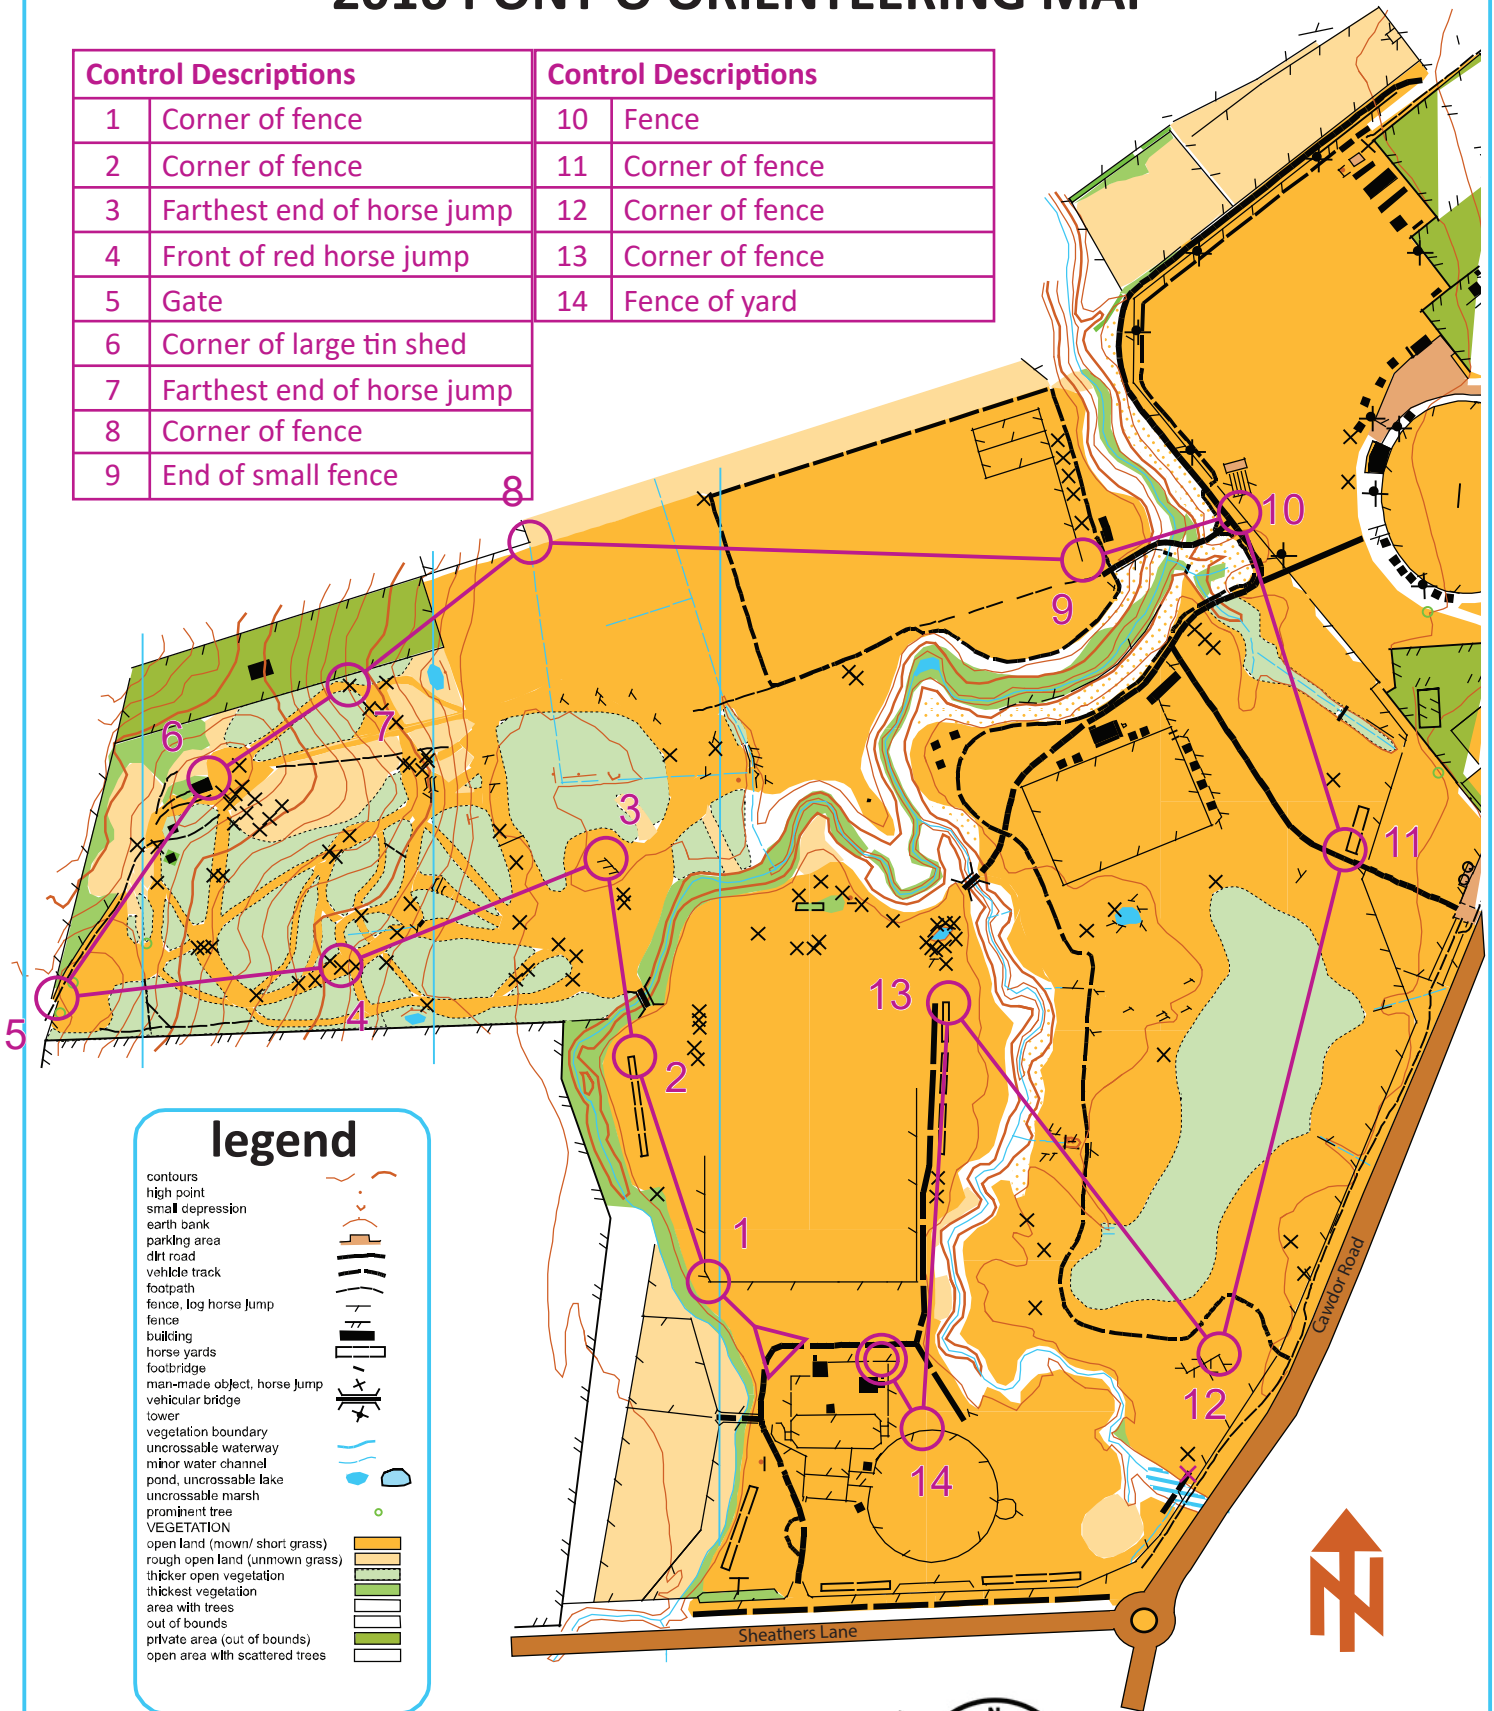 2016 PONY O ORIENTEERING MAP
Control Descriptions
1 Corner of fence
2 Corner of fence
3 Farthest end of horse jump
4 Front of red horse jump
5 Gate
6 Corner of large tin shed
7 Farthest end of horse jump
8 Corner of fence
9 End of small fence
Control Descriptions
10 Fence
11 Corner of fence
12 Corner of fence
13 Corner of fence
14 Fence of yard
8
10
9
6
7
3
11
13
4
5
2
1
12
14
Cawdor Road
Sheathers Lane
legend
contours
high point
small depression
earth bank
parking area
dirt road
vehicle track
footpath
fence, log horse jump
fence
building
horse yards
footbridge
man-made object, horse jump
vehicular bridge
tower
vegetation boundary
uncrossable waterway
minor water channel
pond, uncrossable lake
uncrossable marsh
prominent tree
VEGETATION
open land (mown/ short grass)
rough open land (unmown grass)
thicker open vegetation
thickest vegetation
area with trees
out of bounds
private area (out of bounds)
open area with scattered trees
N